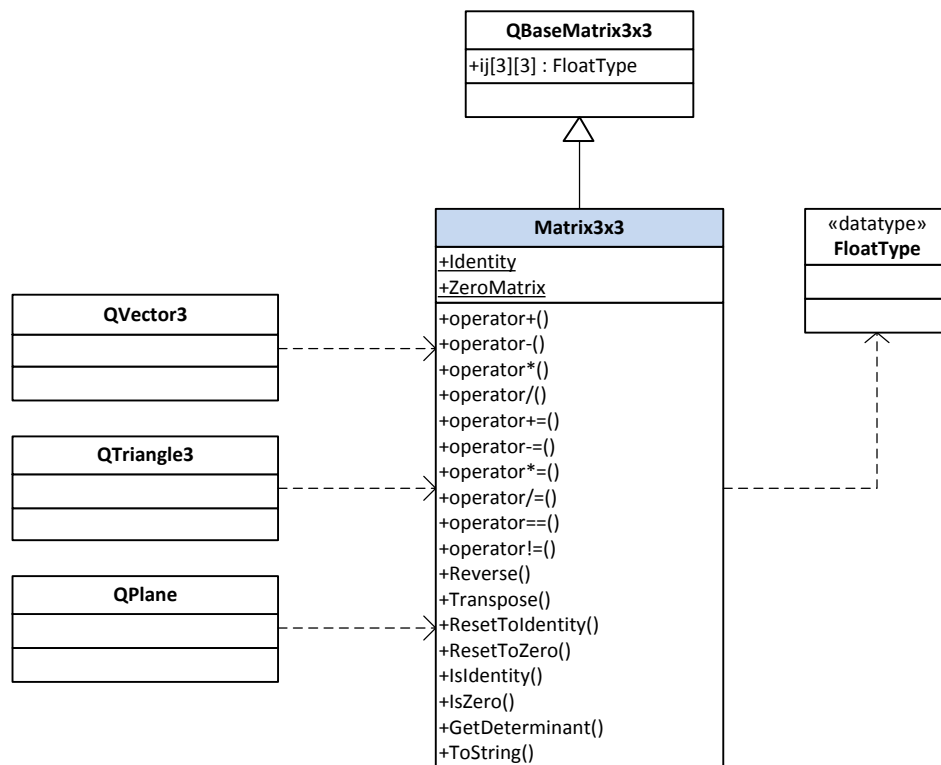 QBaseMatrix3x3
+ij[3][3] : FloatType
Matrix3x3
+Identity
+ZeroMatrix
+operator+()
+operator-()
+operator*()
+operator/()
+operator+=()
+operator-=()
+operator*=()
+operator/=()
+operator==()
+operator!=()
+Reverse()
+Transpose()
+ResetToIdentity()
+ResetToZero()
+IsIdentity()
+IsZero()
+GetDeterminant()
+ToString()
«datatype»
FloatType
QVector3
QTriangle3
QPlane